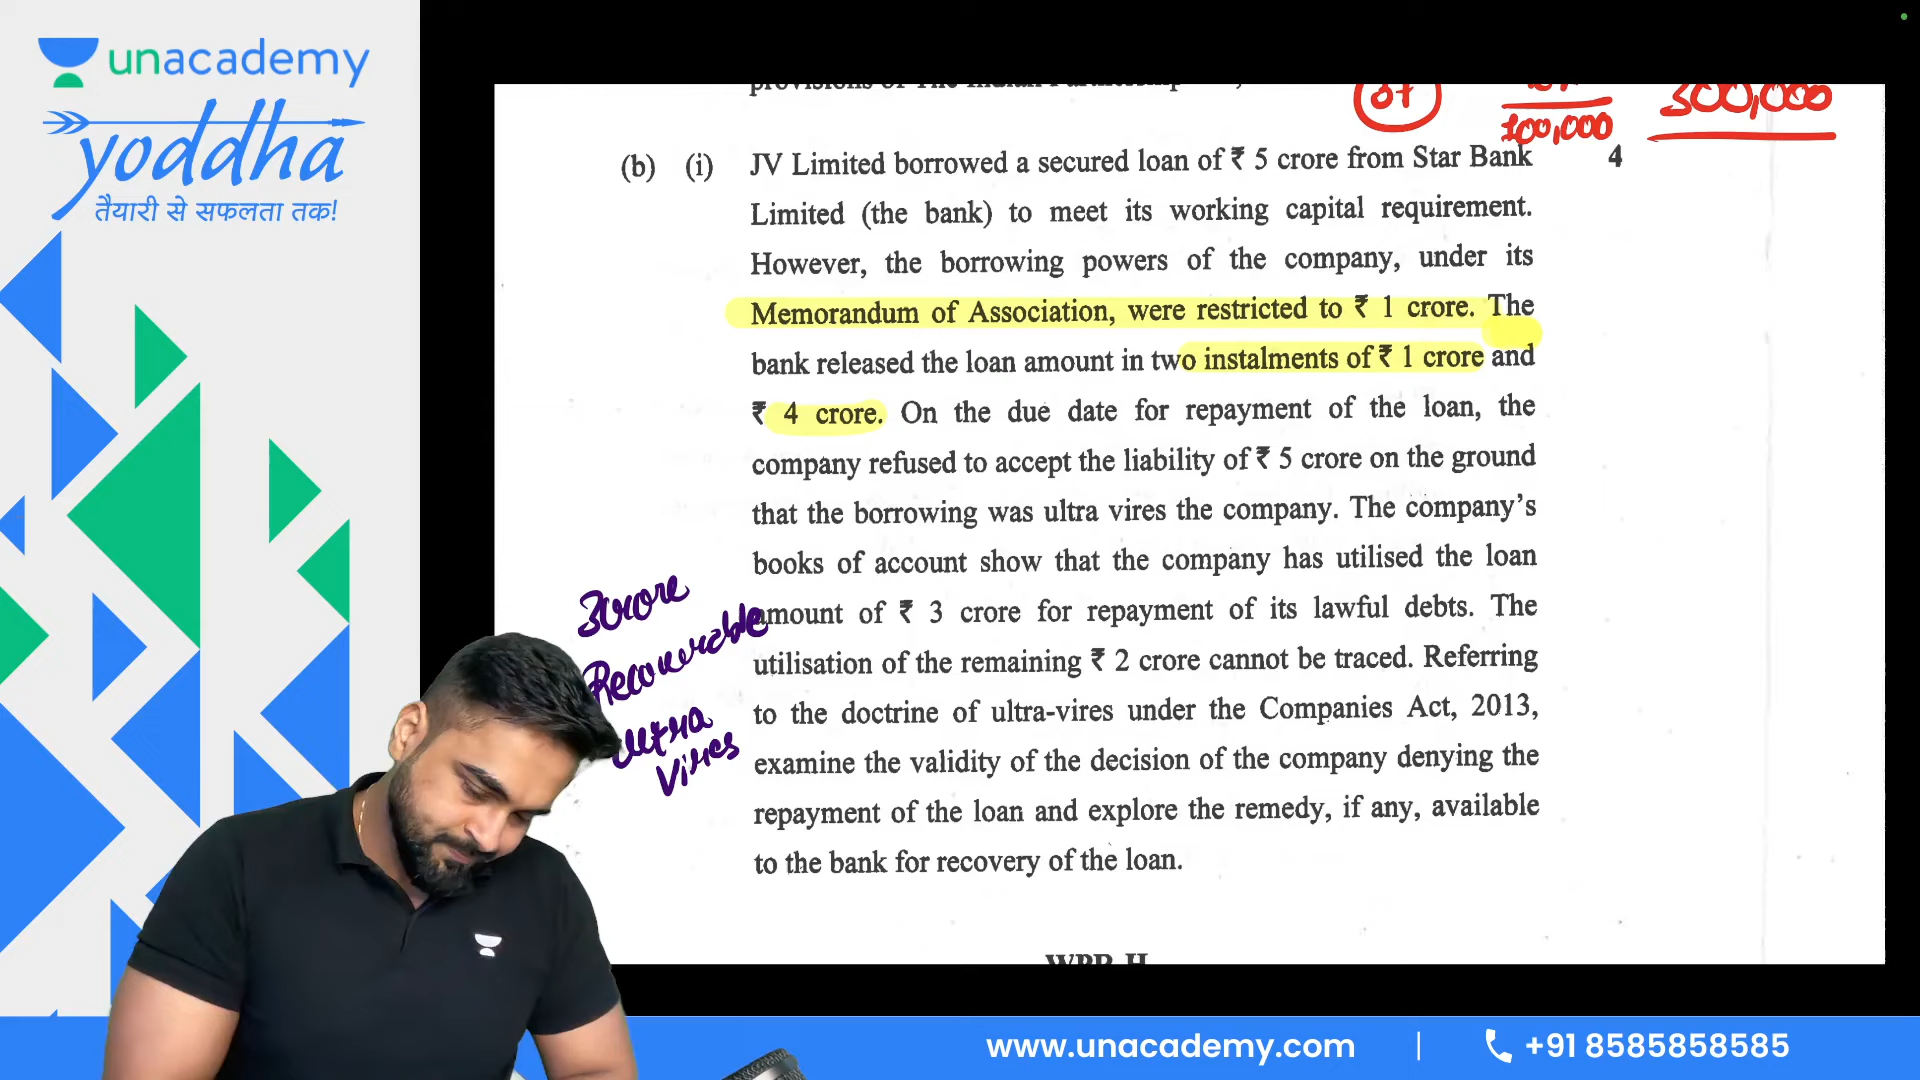 unacademy
yoddha
तैयारी से सफलता तक!
37
100,000
300,000
(b) (i) JV Limited borrowed a secured loan of ₹ 5 crore from Star Bank 4
Limited (the bank) to meet its working capital requirement.
However, the borrowing powers of the company, under its
Memorandum of Association, were restricted to ₹ 1 crore. The
bank released the loan amount in two instalments of ₹ 1 crore and
₹ 4 crore. On the due date for repayment of the loan, the
company refused to accept the liability of ₹ 5 crore on the ground
that the borrowing was ultra vires the company. The company's
books of account show that the company has utilised the loan
amount of ₹ 3 crore for repayment of its lawful debts. The
utilisation of the remaining ₹ 2 crore cannot be traced. Referring
to the doctrine of ultra-vires under the Companies Act, 2013,
examine the validity of the decision of the company denying the
repayment of the loan and explore the remedy, if any, available
to the bank for recovery of the loan.
3crore
Recoverable
Ultra
Vires
www.unacademy.com | +91 8585858585